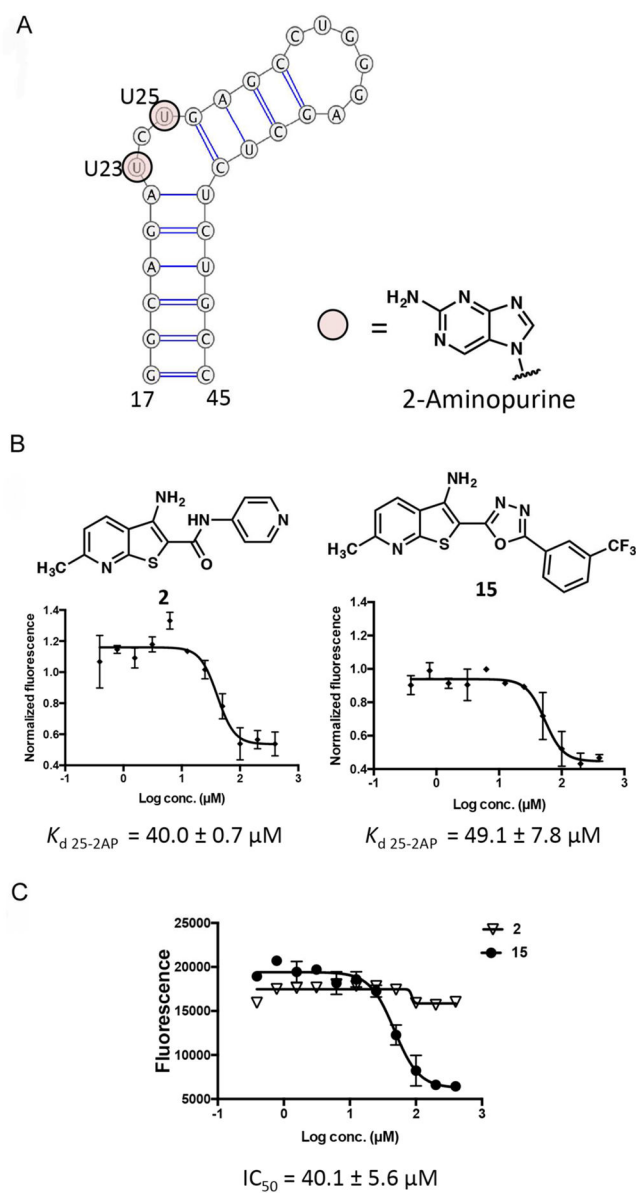 A
U25
U23
C C U G G G A G C U C U C U G C C
G G C A G A U C U G A G
17 45
=
H₂N N N N N
2-Aminopurine
B
NH₂
H₃C N S O HN N
2
NH₂
H₃C N S N N O CF₃
15
Normalized fluorescence
1.4
1.2
1.0
0.8
0.6
0.4
-1 0 1 2 3
Log conc. (µM)
Kd 25-2AP = 40.0 ± 0.7 µM
Normalized fluorescence
1.4
1.2
1.0
0.8
0.6
0.4
-1 0 1 2 3
Log conc. (µM)
Kd 25-2AP = 49.1 ± 7.8 µM
C
2
15
Fluorescence
25000
20000
15000
10000
5000
-1 0 1 2 3
Log conc. (µM)
IC50 = 40.1 ± 5.6 µM